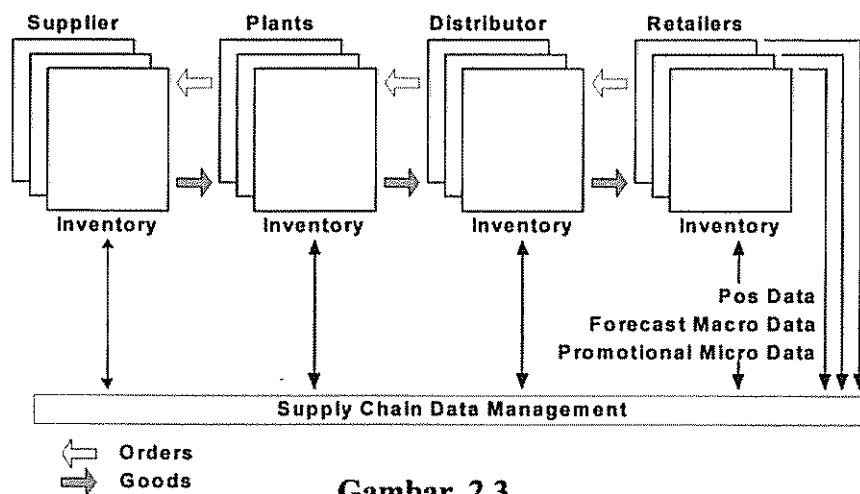 Supplier Plants Distributor Retailers
Inventory Inventory Inventory Inventory
Pos Data
Forecast Macro Data
Promotional Micro Data
Supply Chain Data Management
Orders
Goods
Gambar 2.3